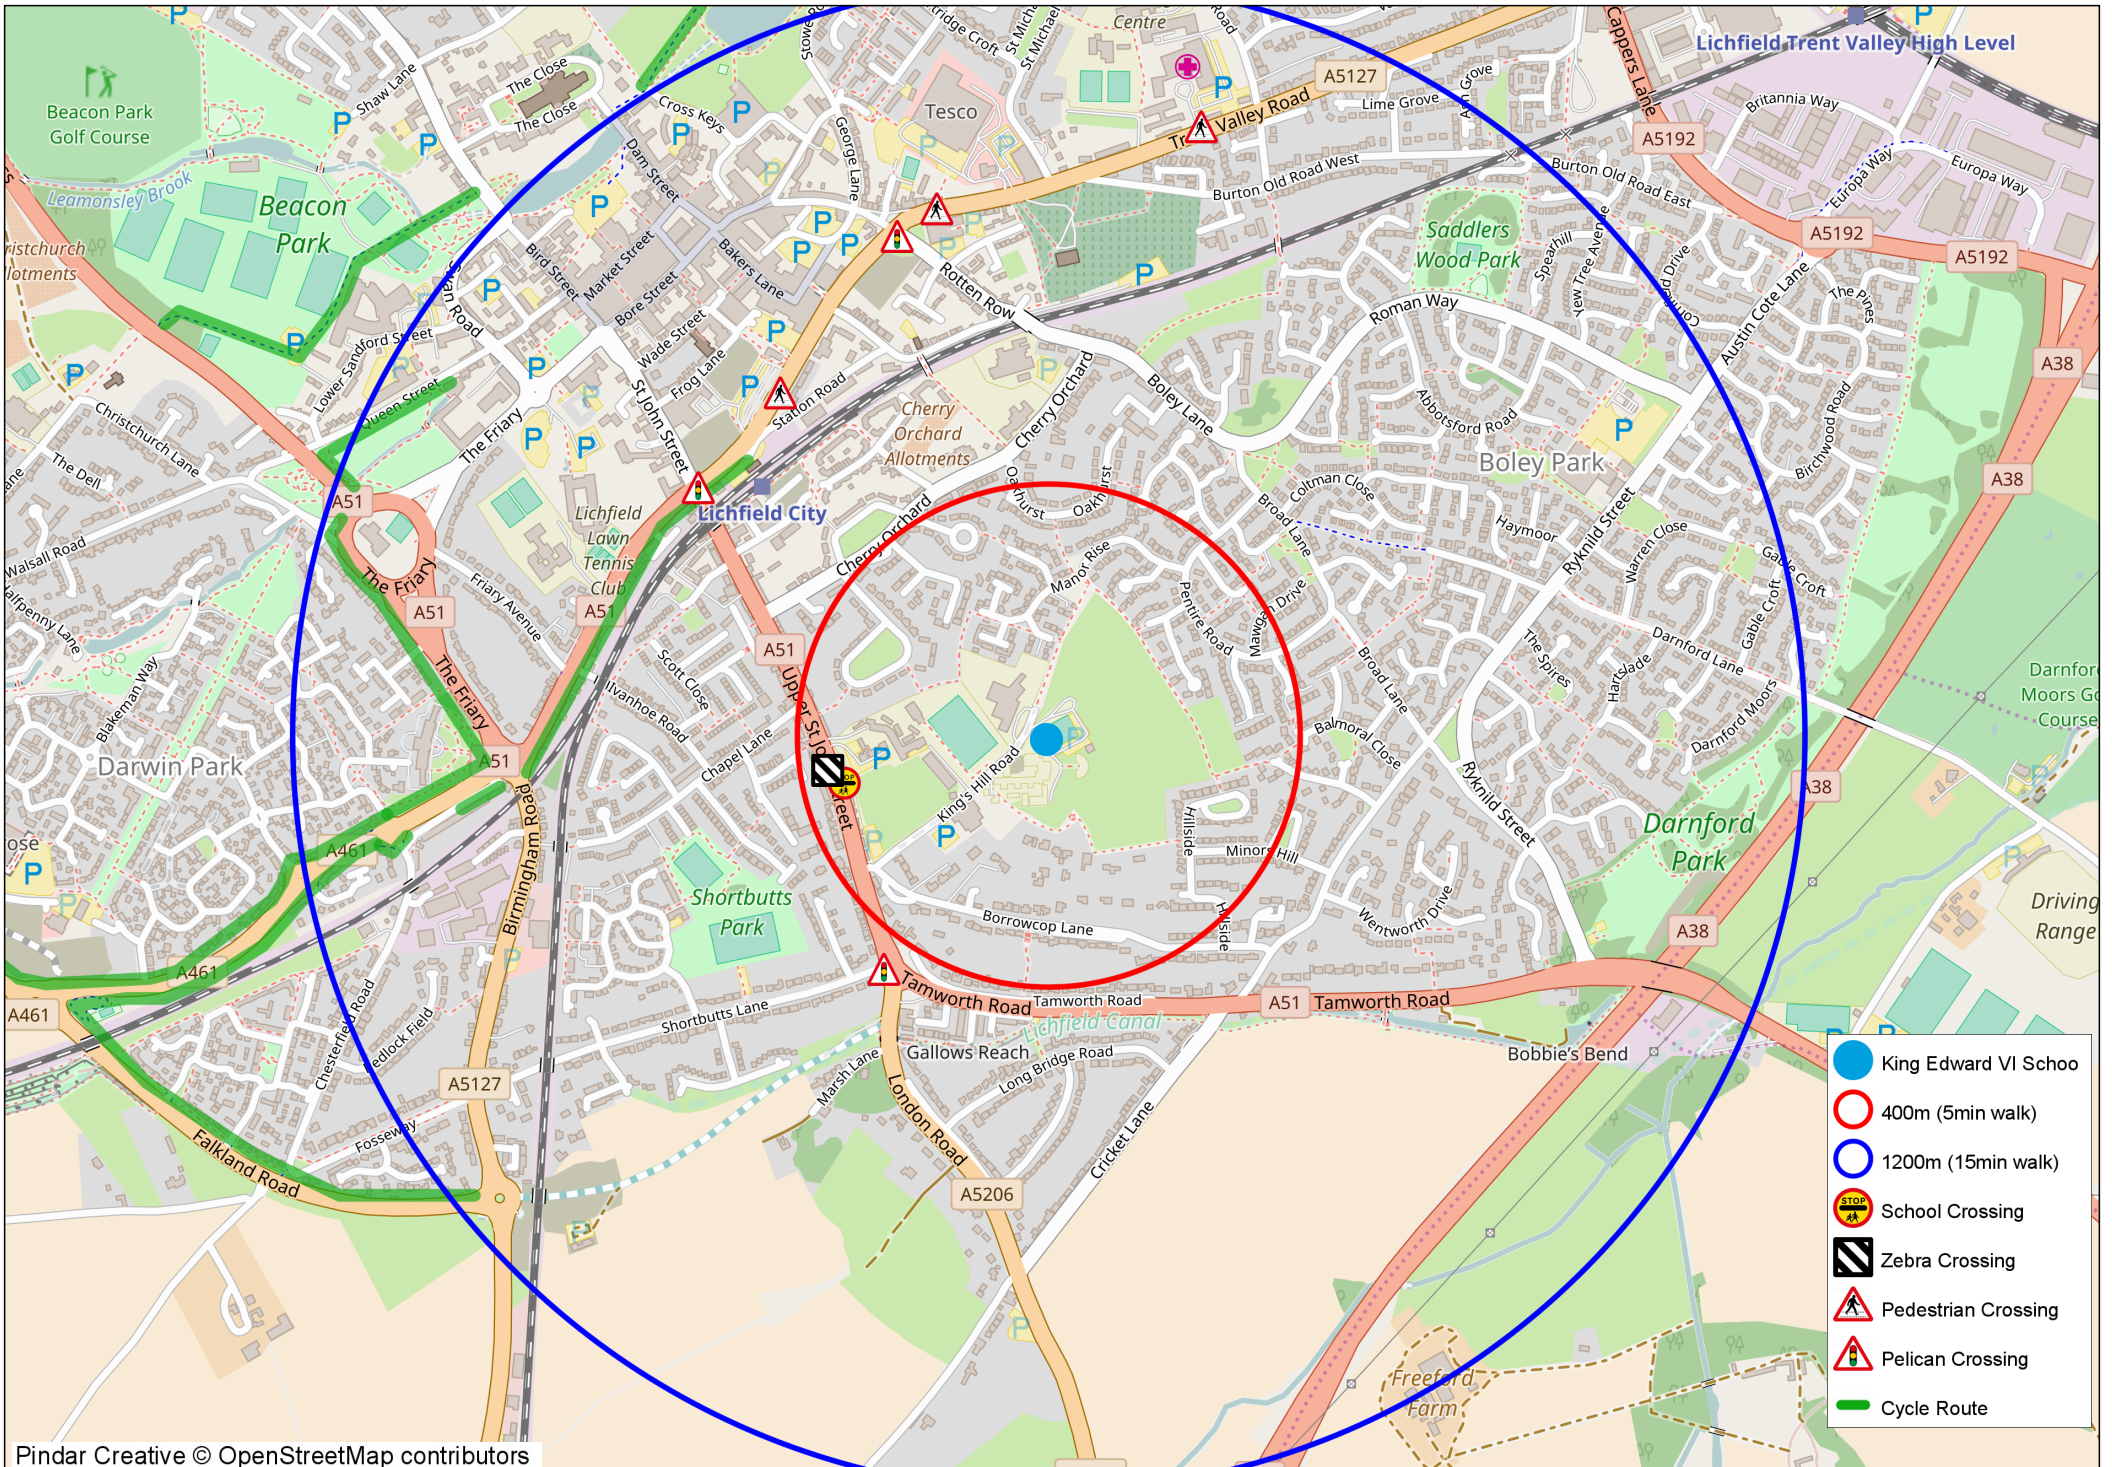 Centre
Lichfield Trent Valley High Level
Cappers Lane
Beacon Park
Golf Course
Shaw Lane
The Close
The Close
Cross Keys
George Lane
Tesco
A5127
Trent Valley Road
Lime Grove
Britannia Way
A5192
Leamonsley Brook
Beacon
Park
Dam Street
Burton Old Road West
Burton Old Road East
Europa Way
Europa Way
Saddlers
Wood Park
Spearhill
Yew Tree Avenue
A5192
A5192
Swan Road
Bird Street
Market Street
Bore Street
Bakers Lane
Rotten Row
Roman Way
Austin Cote Lane
The Pines
A38
Lower Sandford Street
Wade Street
Frog Lane
Station Road
Queen Street
Christchurch Lane
The Dell
The Friary
St John Street
Cherry
Orchard
Allotments
Cherry Orchard
Boley Lane
Abbotsford Road
Boley Park
Birchwood Road
A38
A51
Lichfield
Lawn
Tennis
Club
Lichfield City
Cherry Orchard
Oakhurst
Oakhurst
Coltman Close
Broad Lane
Haymoor
Ryknild Street
Warren Close
Gable Croft
Gable Croft
Walsall Road
The Friary
A51
Friary Avenue
A51
Manor Rise
Pentire Road
Mawgan Drive
A51
Upper St John Street
Scott Close
Ivanhoe Road
Chapel Lane
Broad Lane
The Spires
Hartslade
Darnford Lane
Darnford Moors
Blakeman Way
The Friary
Darwin Park
A51
King's Hill Road
Balmoral Close
Ryknild Street
Darnford
Park
A38
A461
Birmingham Road
Hillside
Minors Hill
Hillside
Wentworth Drive
Shortbutts
Park
Borrowcop Lane
A38
Driving
Range
A461
A461
Shortbutts Lane
Tamworth Road
Tamworth Road
A51
Tamworth Road
Lichfield Canal
Gallows Reach
Long Bridge Road
Bobbie's Bend
Chesterfield Road
A5127
Marsh Lane
London Road
Cricket Lane
Fosseway
Falkland Road
A5206
Freeford
Farm
King Edward VI Schoo
400m (5min walk)
1200m (15min walk)
School Crossing
Zebra Crossing
Pedestrian Crossing
Pelican Crossing
Cycle Route
Pindar Creative © OpenStreetMap contributors